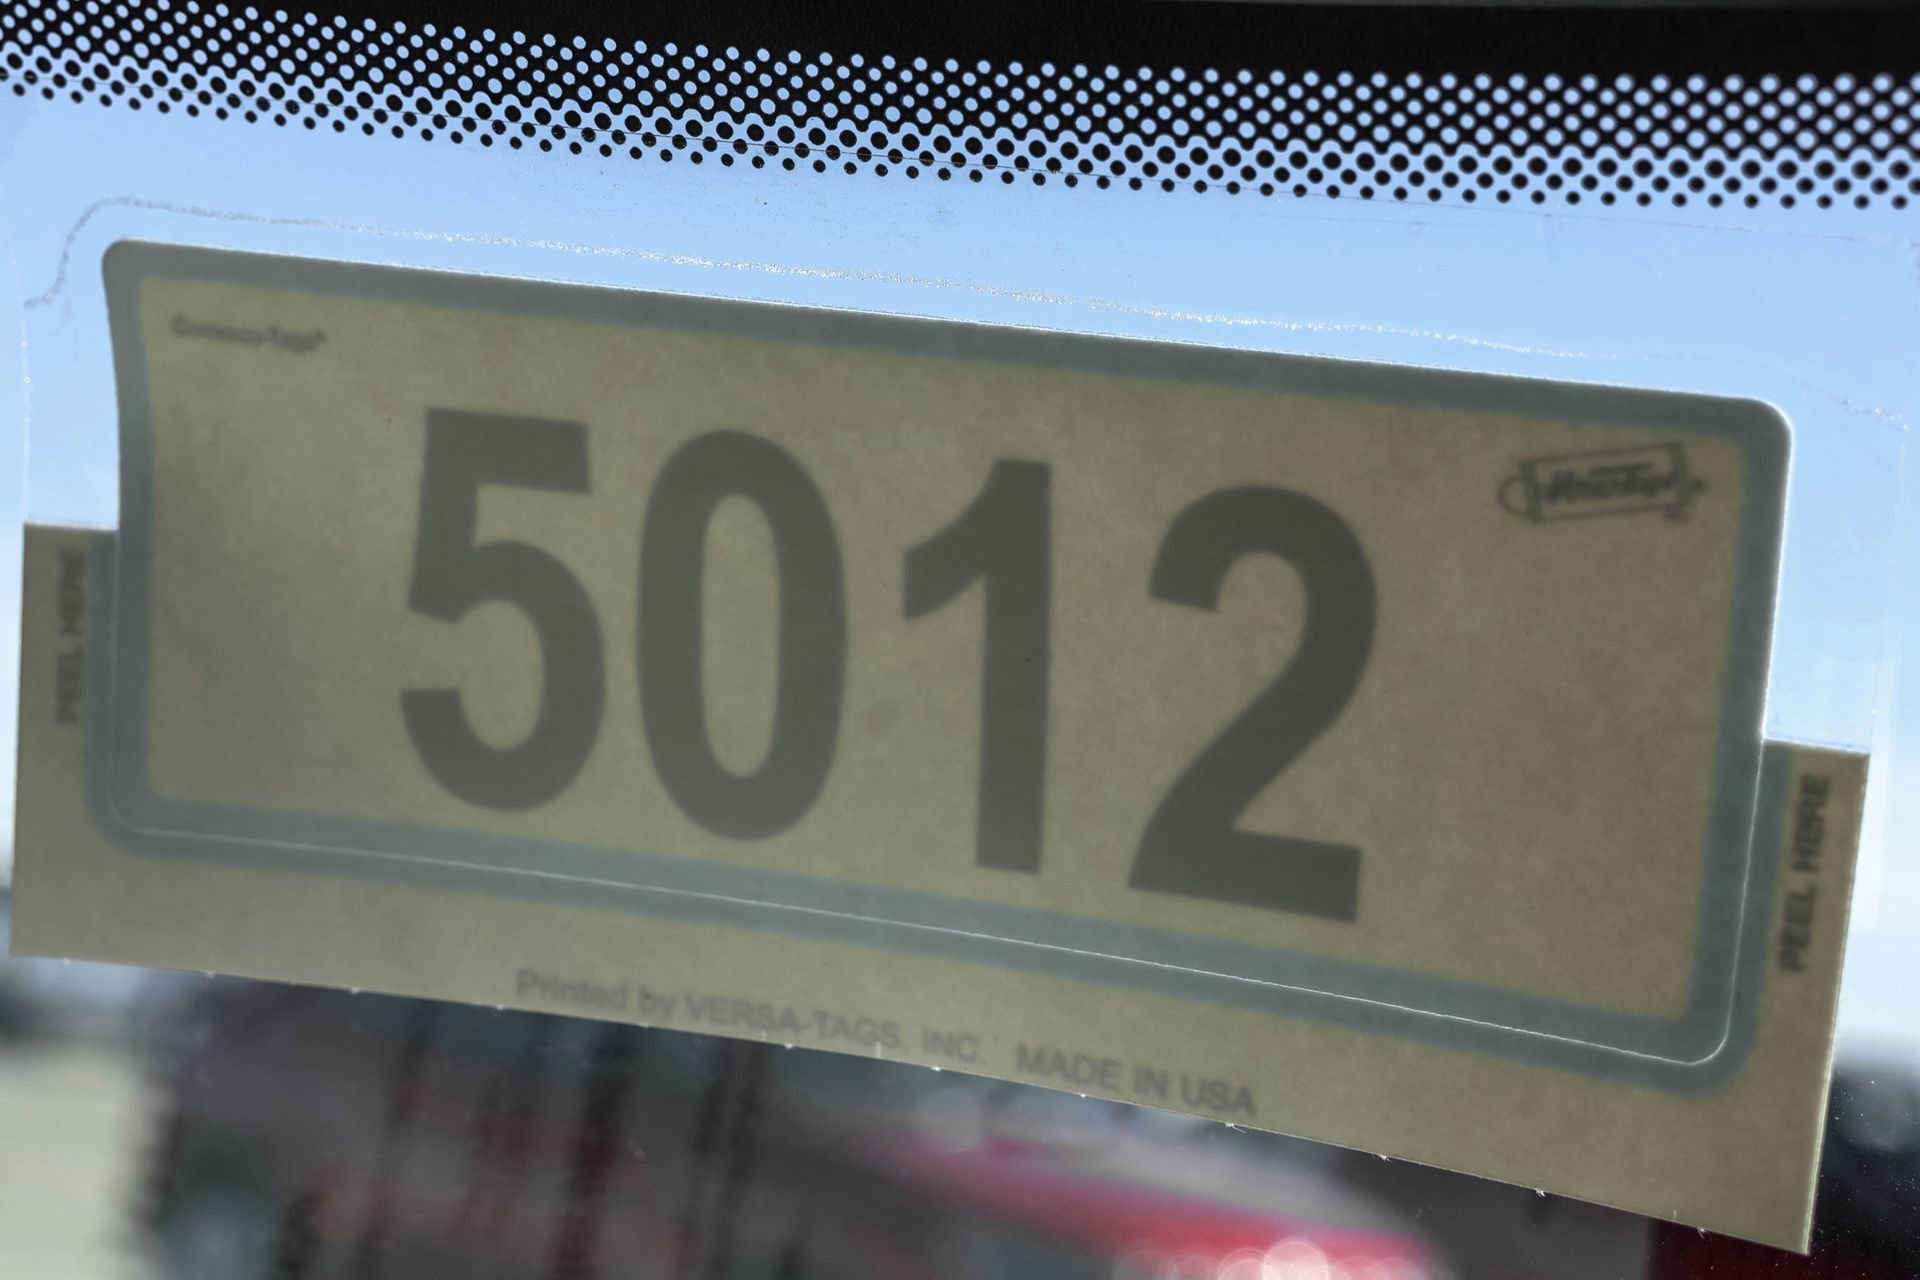 5012
PEEL HERE
PEEL HERE
Printed by VERSA-TAGS, INC. MADE IN USA